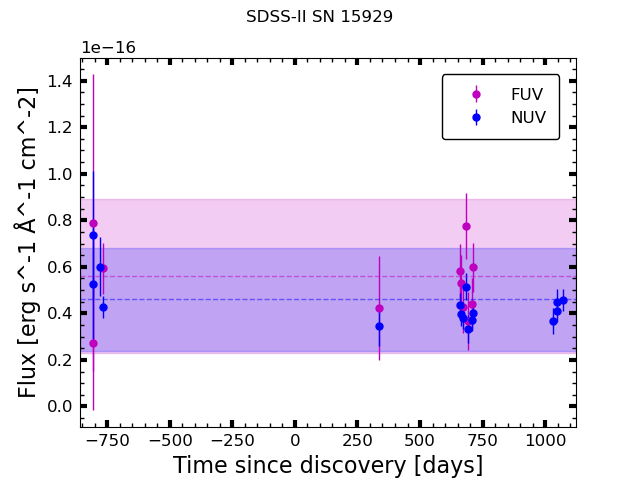 SDSS-II SN 15929
1e−16
FUV
NUV
1.4
1.2
1.0
0.8
0.6
0.4
0.2
0.0
Flux [erg s^-1 Å^-1 cm^-2]
−750 −500 −250 0 250 500 750 1000
Time since discovery [days]